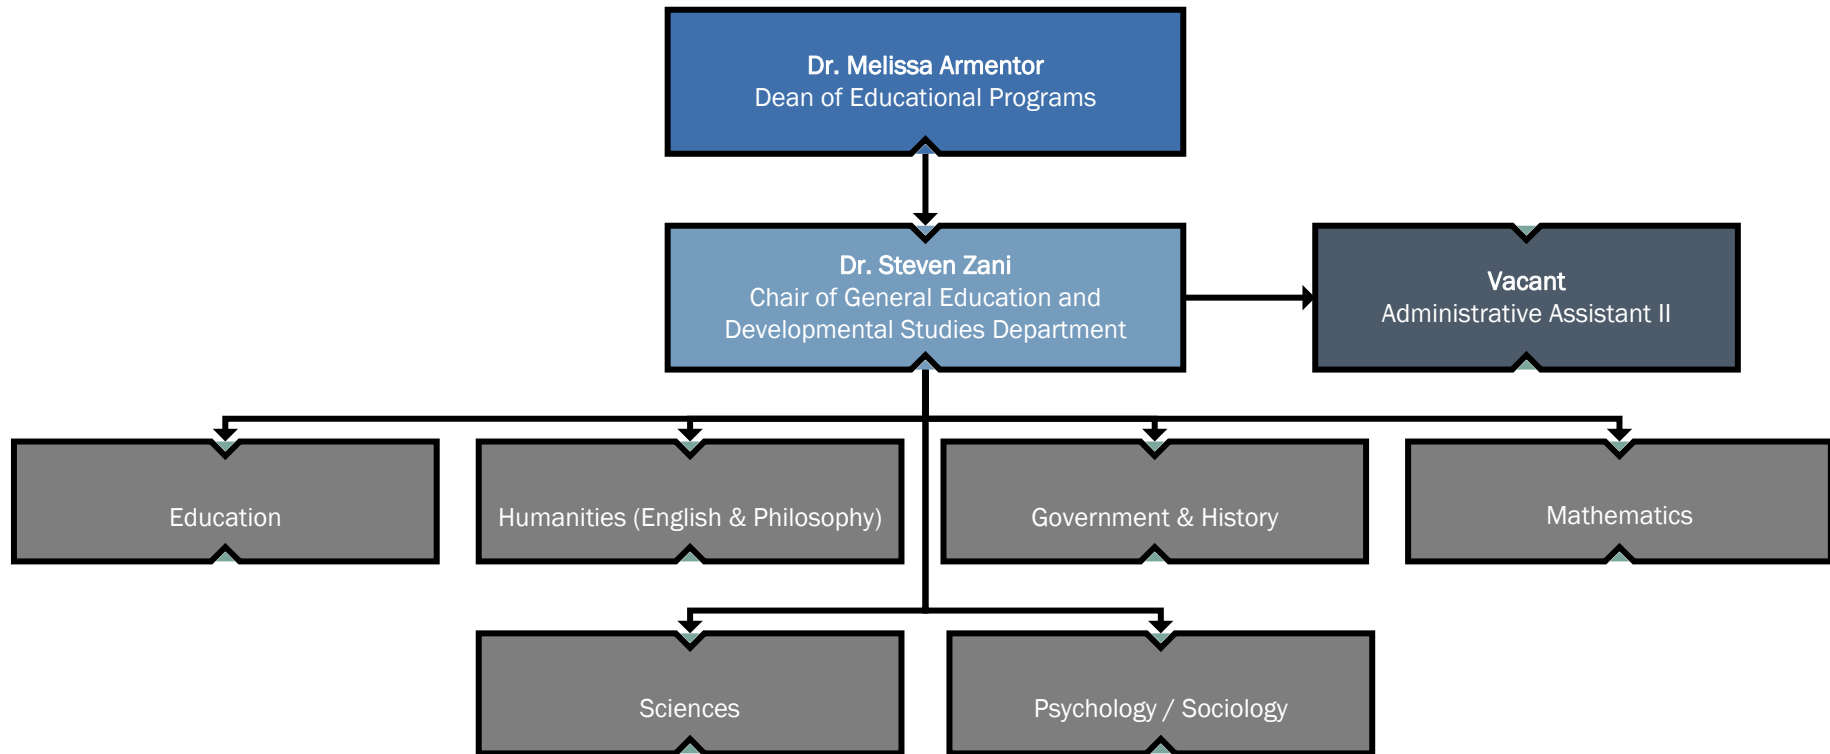 Dr. Melissa Armentor
Dean of Educational Programs
Dr. Steven Zani
Chair of General Education and
Developmental Studies Department
Vacant
Administrative Assistant II
Education
Humanities (English & Philosophy)
Government & History
Mathematics
Sciences
Psychology / Sociology